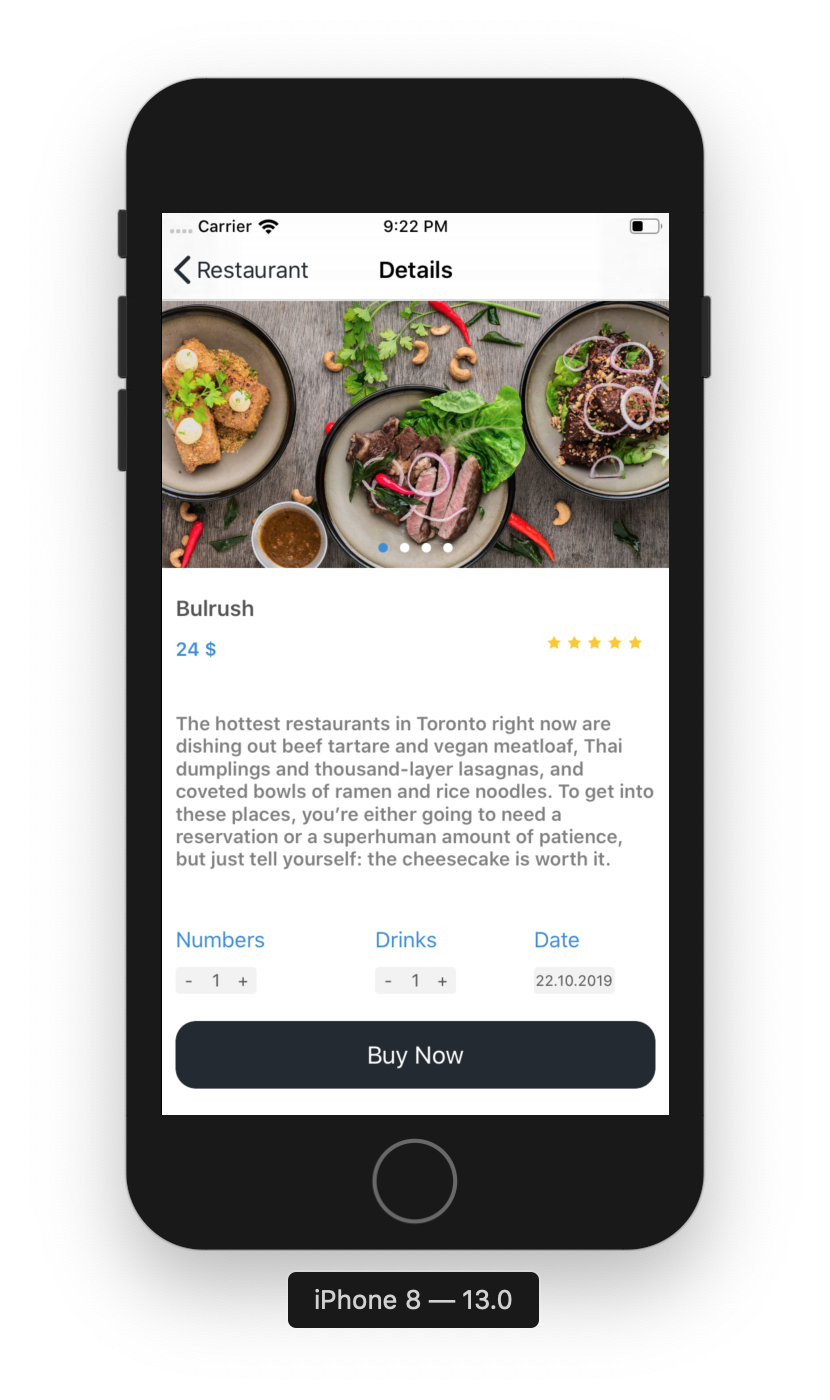 Carrier 9:22 PM
Restaurant Details
Bulrush
24 $
The hottest restaurants in Toronto right now are
dishing out beef tartare and vegan meatloaf, Thai
dumplings and thousand-layer lasagnas, and
coveted bowls of ramen and rice noodles. To get into
these places, you’re either going to need a
reservation or a superhuman amount of patience,
but just tell yourself: the cheesecake is worth it.
Numbers Drinks Date
- 1 + - 1 + 22.10.2019
Buy Now
iPhone 8 — 13.0